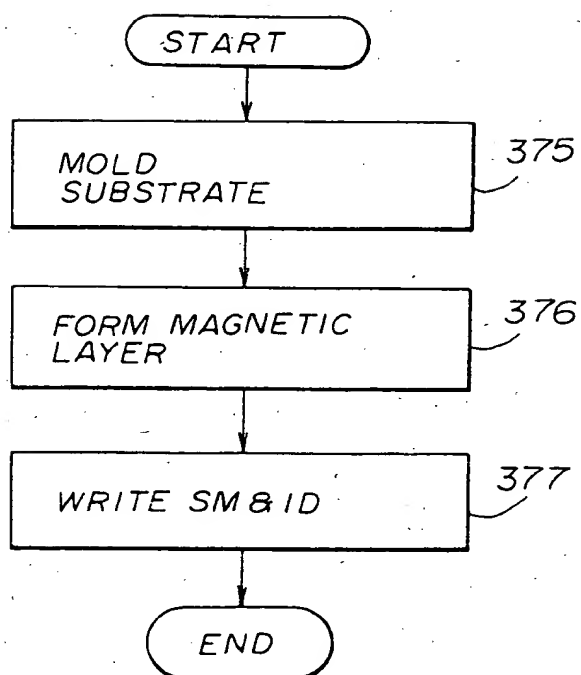 START
MOLD
SUBSTRATE
375
FORM MAGNETIC
LAYER
376
WRITE SM & ID
377
END